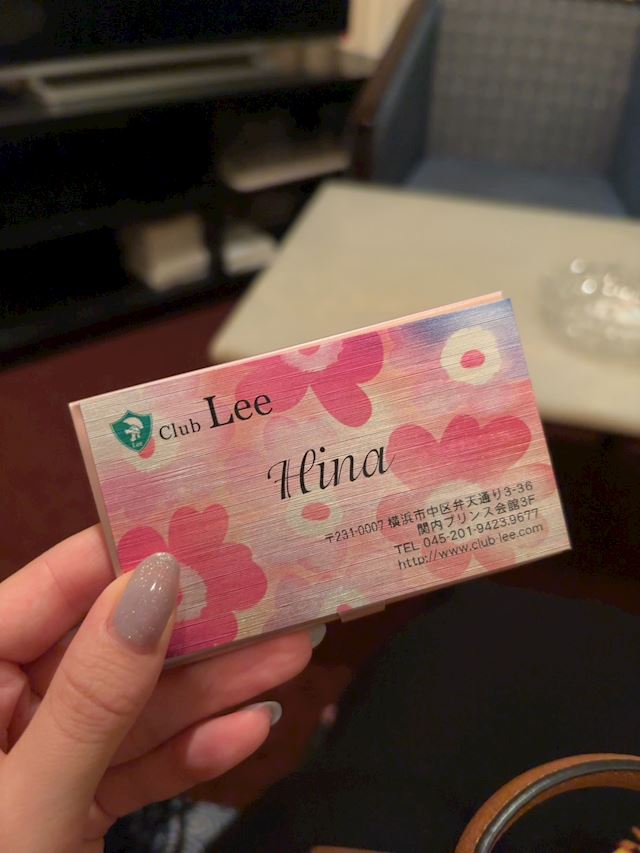 Lee
Club Lee
Hina
〒231-0007 横浜市中区弁天通り3-36
関内プリンス会館3F
TEL 045-201-9423.9677
http://www.club-lee.com